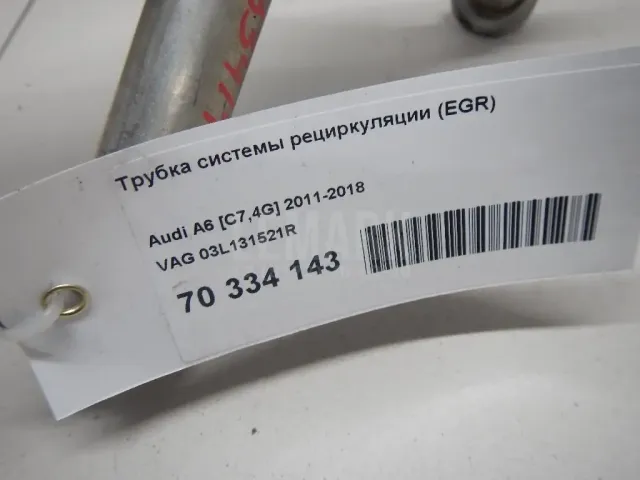 Трубка системы рециркуляции (EGR)
Audi A6 [C7,4G] 2011-2018
VAG 03L131521R
70 334 143